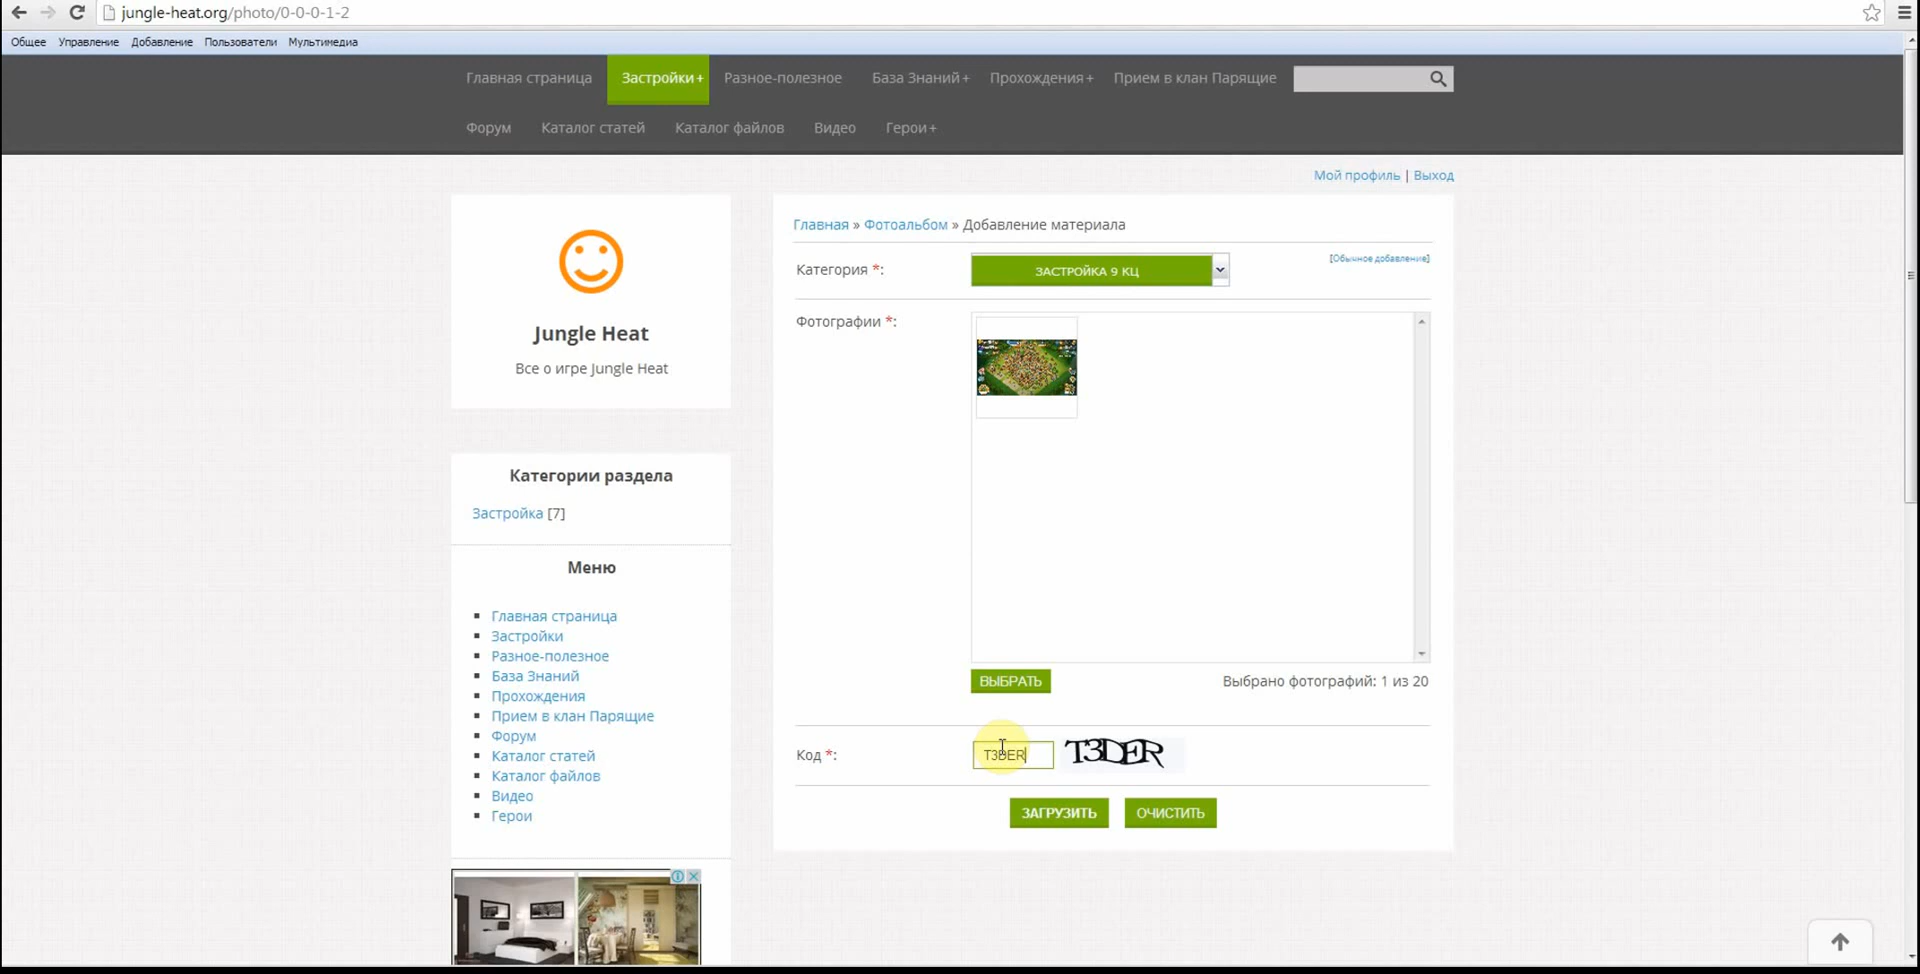 jungle-heat.org/photo/0-0-0-1-2
Общее Управление Добавление Пользователи Мультимедиа
Главная страница Застройки+ Разное-полезное База Знаний+ Прохождения+ Прием в клан Парящие
Форум Каталог статей Каталог файлов Видео Герои+
Мой профиль | Выход
Jungle Heat
Все о игре Jungle Heat
Категории раздела
Застройка [7]
Меню
Главная страница
Застройки
Разное-полезное
База Знаний
Прохождения
Прием в клан Парящие
Форум
Каталог статей
Каталог файлов
Видео
Герои
Главная » Фотоальбом » Добавление материала
Категория *: ЗАСТРОЙКА 9 КЦ [Обычное добавление]
Фотографии *:
ВЫБРАТЬ Выбрано фотографий: 1 из 20
Код *: T3DER T3DER
ЗАГРУЗИТЬ ОЧИСТИТЬ